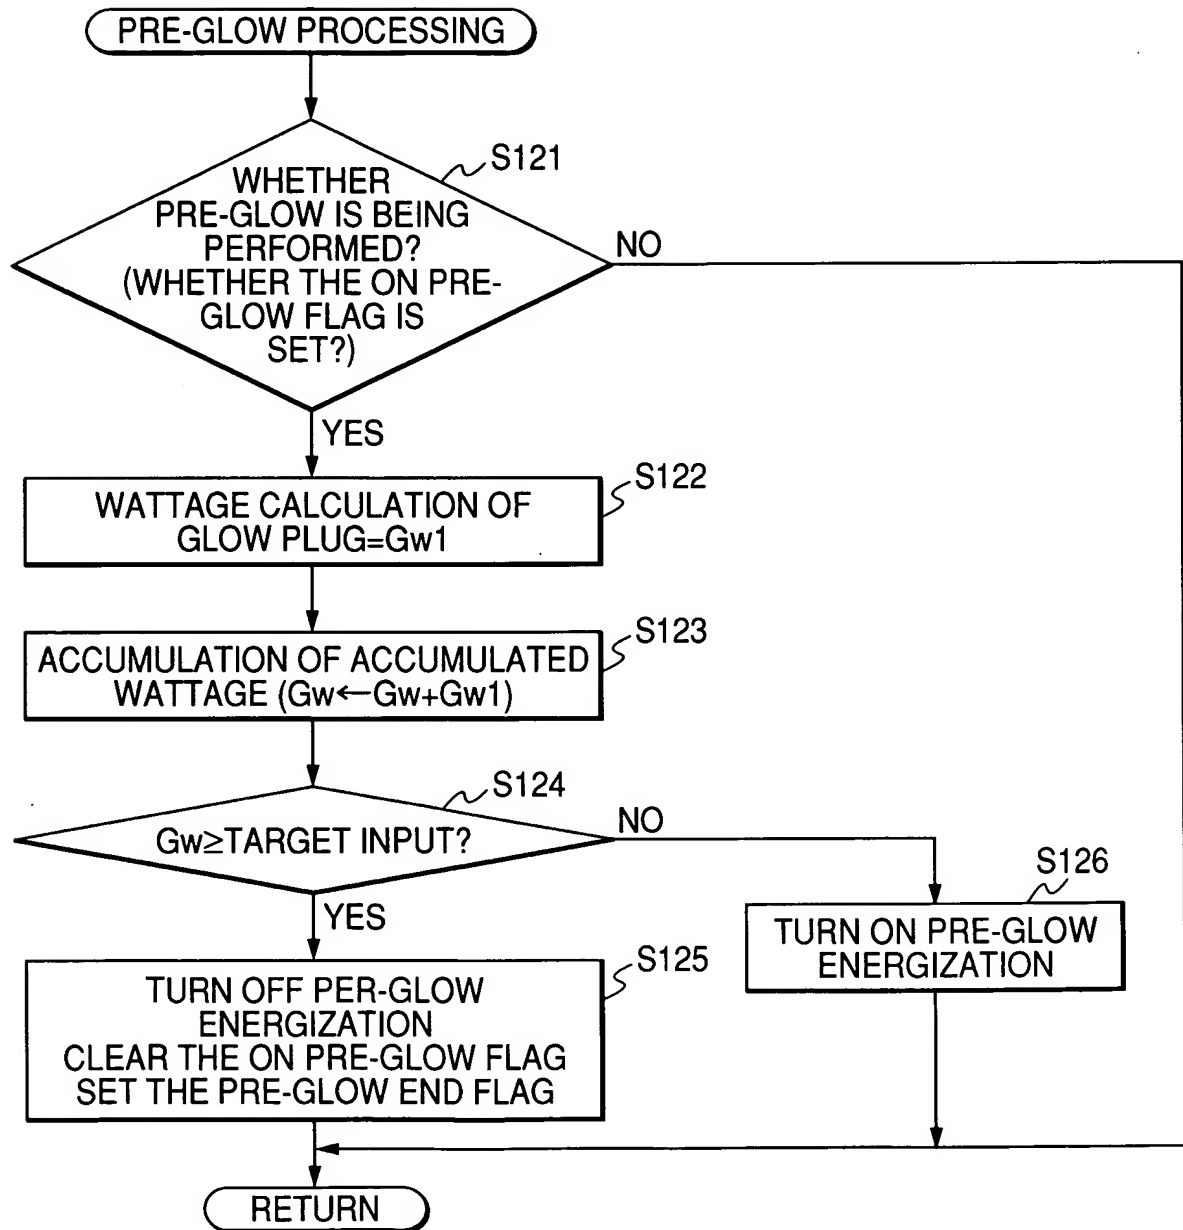 PRE-GLOW PROCESSING
S121
WHETHER
PRE-GLOW IS BEING
PERFORMED?
(WHETHER THE ON PRE-
GLOW FLAG IS
SET?)
NO
YES
S122
WATTAGE CALCULATION OF
GLOW PLUG=Gw1
S123
ACCUMULATION OF ACCUMULATED
WATTAGE (Gw←Gw+Gw1)
S124
Gw≥TARGET INPUT?
NO
YES
S126
TURN ON PRE-GLOW
ENERGIZATION
S125
TURN OFF PER-GLOW
ENERGIZATION
CLEAR THE ON PRE-GLOW FLAG
SET THE PRE-GLOW END FLAG
RETURN